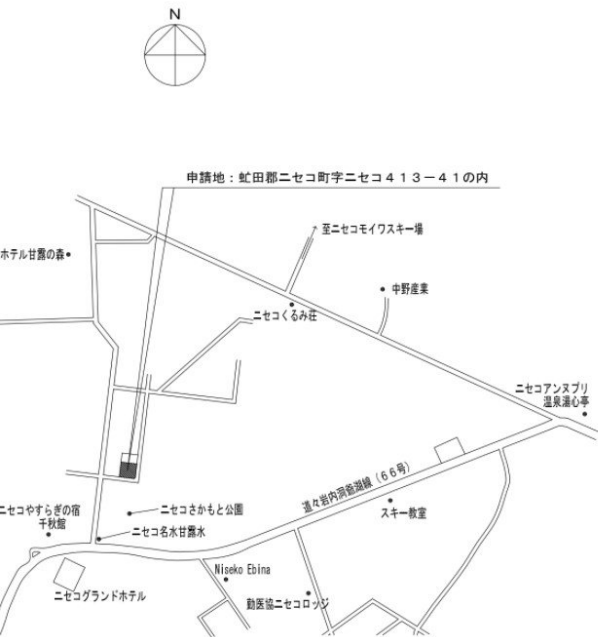 N
申請地：虻田郡ニセコ町字ニセコ４１３－４１の内
至ニセコモイワスキー場
ホテル甘露の森
中野産業
ニセコくるみ荘
ニセコアンヌプリ
温泉湯心亭
道々岩内洞爺湖線（６６号）
スキー教室
ニセコやすらぎの宿
千秋館
ニセコさかもと公園
ニセコ名水甘露水
Niseko Ebina
ニセコグランドホテル
勤医協ニセコロッジ